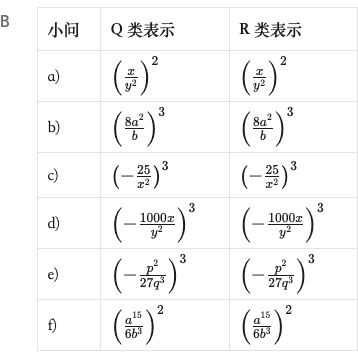 B
小问 Q 类表示 R 类表示
a) (x/y²)² (x/y²)²
b) (8a²/b)³ (8a²/b)³
c) (−25/x²)³ (−25/x²)³
d) (−1000x/y²)³ (−1000x/y²)³
e) (−p²/27q³)³ (−p²/27q³)³
f) (a¹⁵/6b³)² (a¹⁵/6b³)²